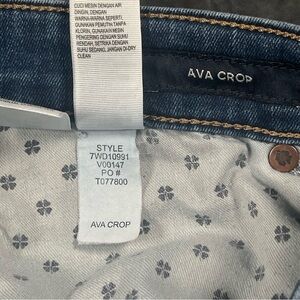 CUCI MESIN DENGAN AIR
DINGIN, DENGAN
WARNA-WARNA SEPERTI,
GUNAKAN PEMUTIH TANPA
KLORIN, GUNAKAN MESIN
PENGERING DENGAN SUHU
RENDAH, SETRIKA DENGAN
SUHU SEDANG, JANGAN DI-DRY
CLEAN
AVA CROP
STYLE
7WD10991
V00147
PO #
T077800
AVA CROP